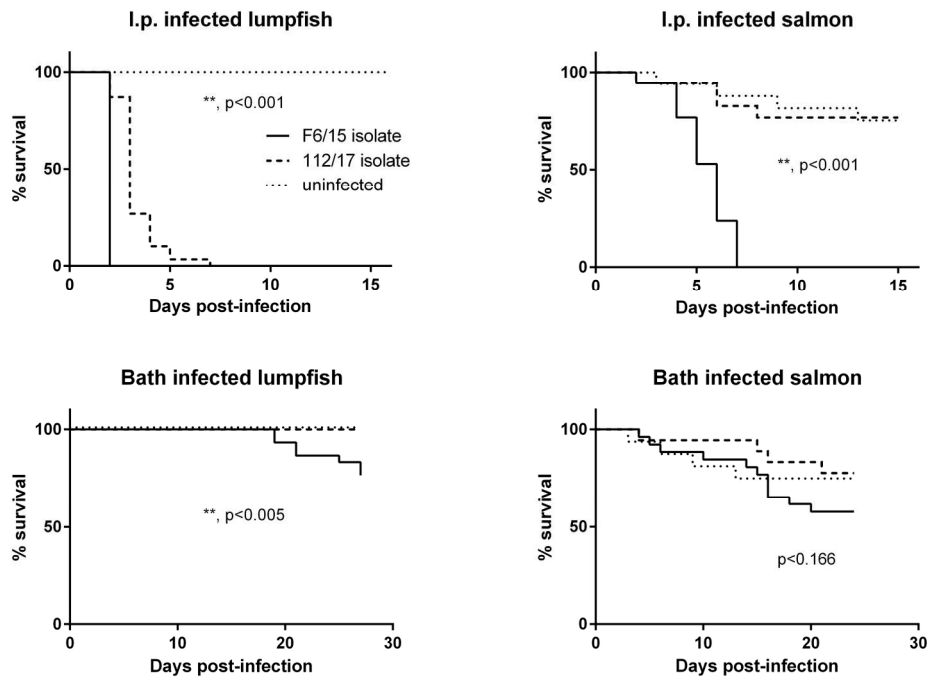 I.p. infected lumpfish
% survival
100
50
0
**, p<0.001
F6/15 isolate
112/17 isolate
uninfected
0 5 10 15
Days post-infection
I.p. infected salmon
% survival
100
50
0
**, p<0.001
0 5 10 15
Days post-infection
Bath infected lumpfish
% survival
100
50
0
**, p<0.005
0 10 20 30
Days post-infection
Bath infected salmon
% survival
100
50
0
p<0.166
0 10 20 30
Days post-infection